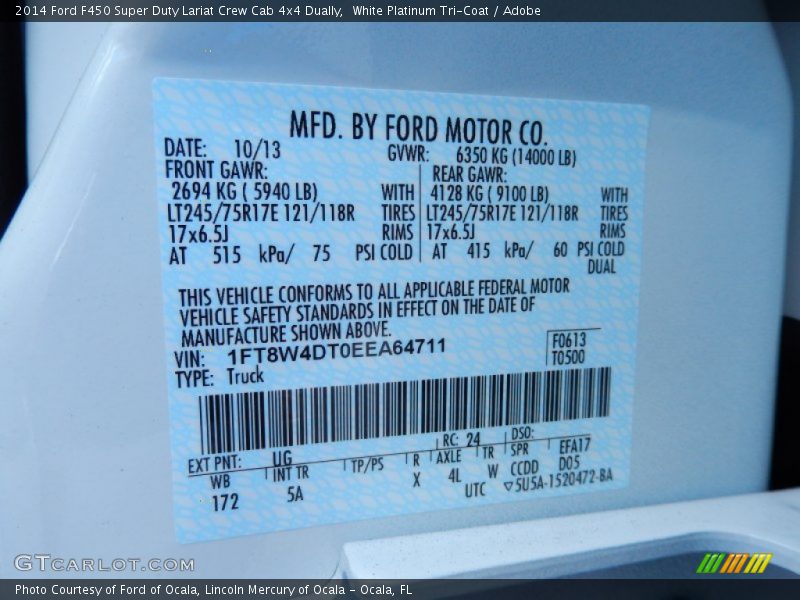 2014 Ford F450 Super Duty Lariat Crew Cab 4x4 Dually,  White Platinum Tri-Coat / Adobe
MFD. BY FORD MOTOR CO.
DATE: 10/13 GVWR: 6350 KG (14000 LB)
FRONT GAWR: REAR GAWR:
2694 KG ( 5940 LB) WITH 4128 KG ( 9100 LB) WITH
LT245/75R17E 121/118R TIRES LT245/75R17E 121/118R TIRES
17x6.5J RIMS 17x6.5J RIMS
AT 515 kPa/ 75 PSI COLD AT 415 kPa/ 60 PSI COLD
DUAL
THIS VEHICLE CONFORMS TO ALL APPLICABLE FEDERAL MOTOR
VEHICLE SAFETY STANDARDS IN EFFECT ON THE DATE OF
MANUFACTURE SHOWN ABOVE.
VIN: 1FT8W4DT0EEA64711 F0613
TYPE: Truck T0500
EXT PNT: UG RC: 24 DSO:
WB INT TR TP/PS R AXLE TR SPR EFA17
172 5A X 4L W CCDD D05
UTC ▽5U5A-1520472-BA
GTCARLOT.COM
Photo Courtesy of Ford of Ocala, Lincoln Mercury of Ocala - Ocala, FL